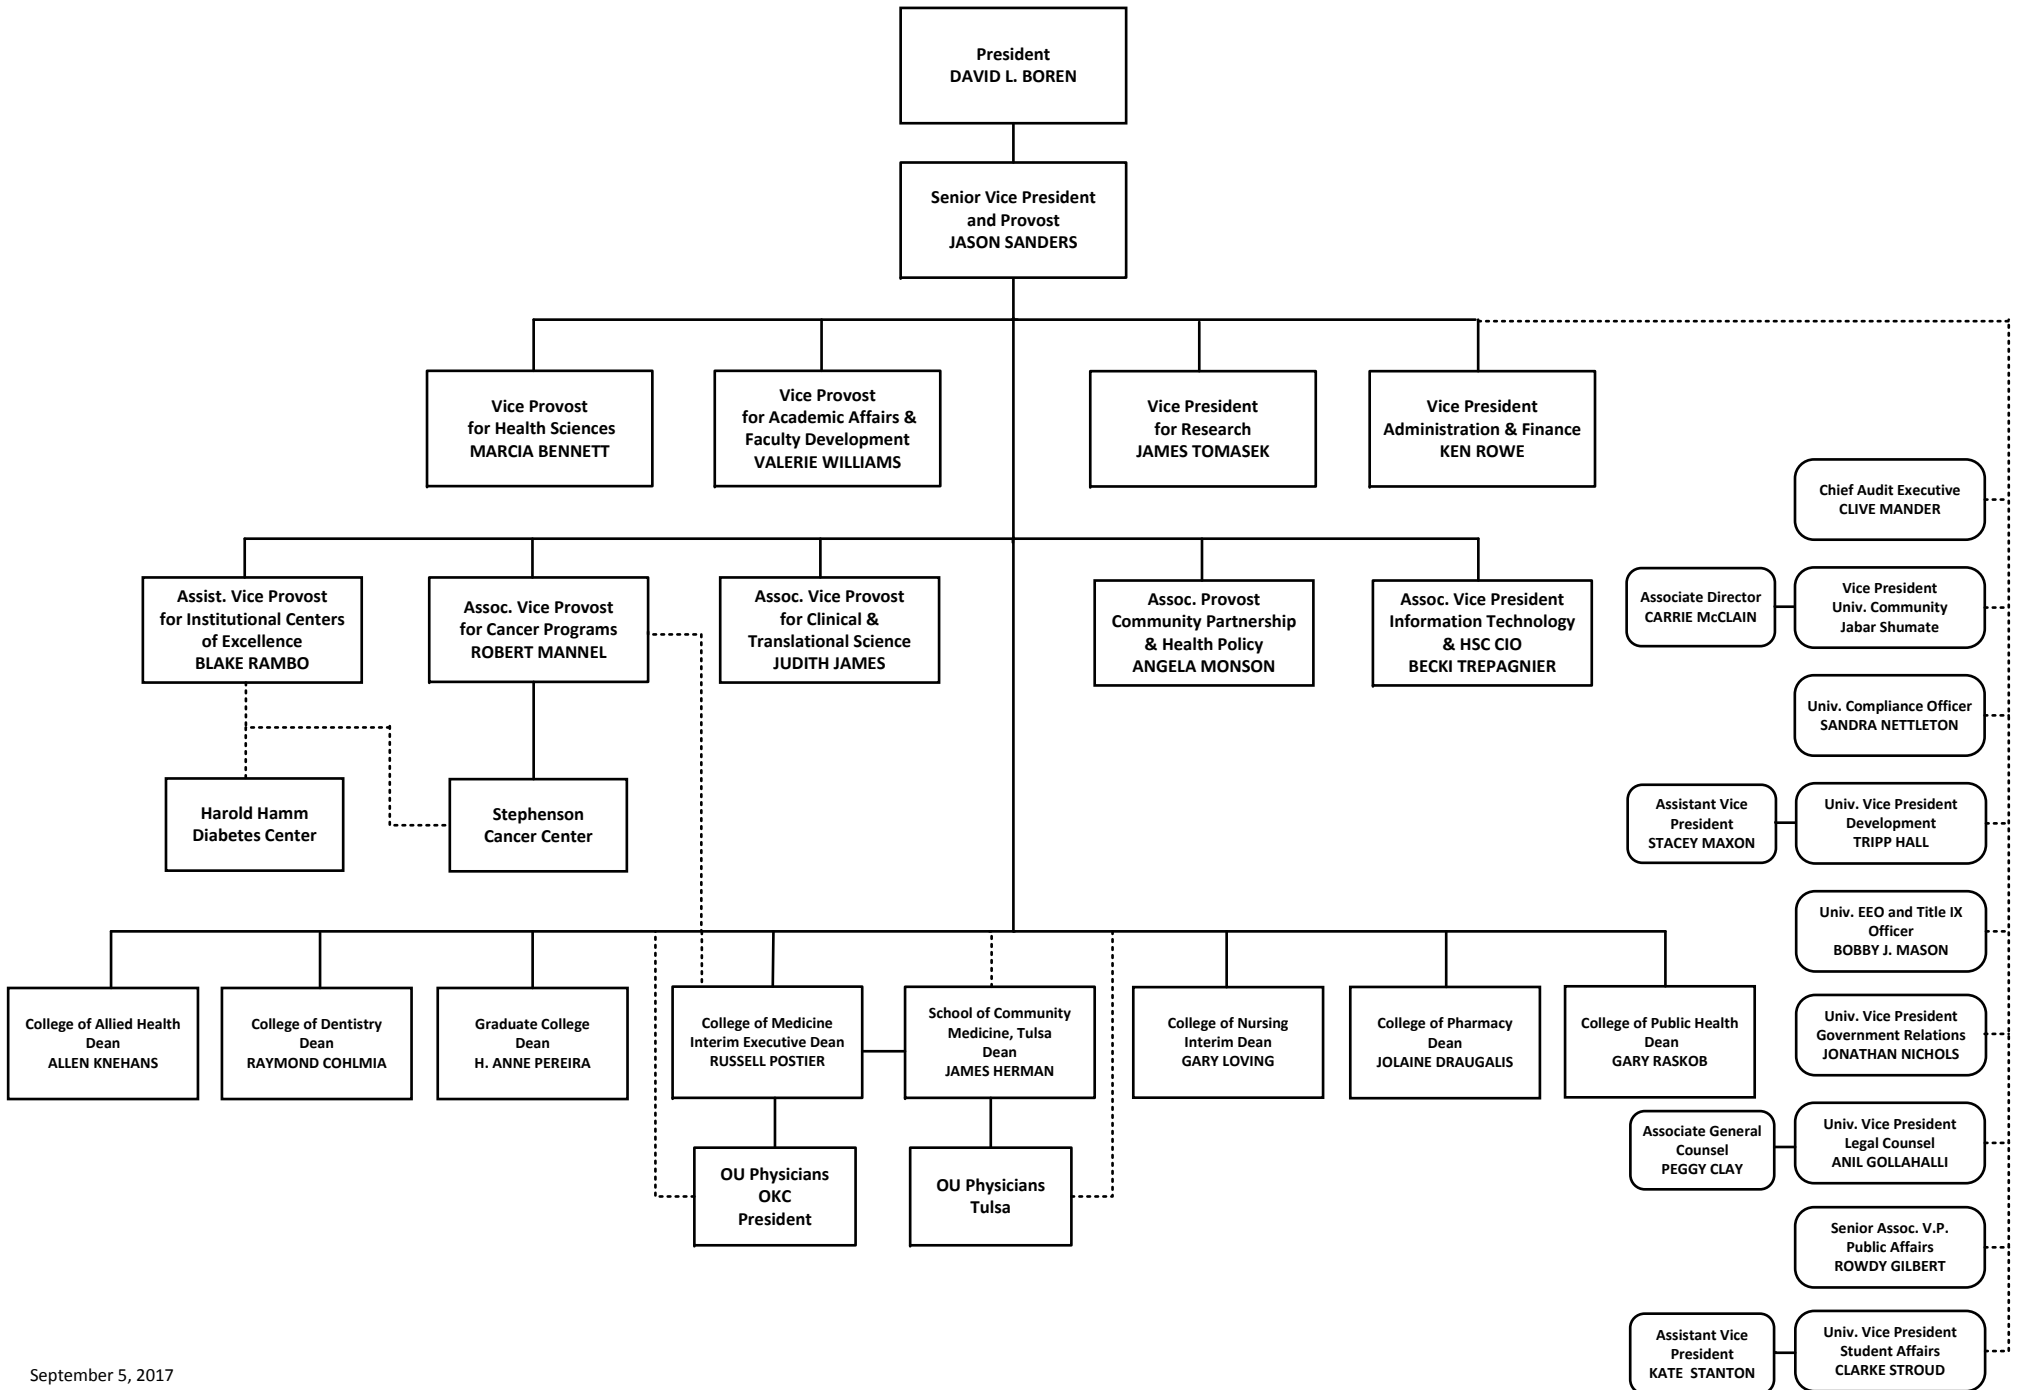 President
DAVID L. BOREN
Senior Vice President
and Provost
JASON SANDERS
Vice Provost
for Health Sciences
MARCIA BENNETT
Vice Provost
for Academic Affairs &
Faculty Development
VALERIE WILLIAMS
Vice President
for Research
JAMES TOMASEK
Vice President
Administration & Finance
KEN ROWE
Chief Audit Executive
CLIVE MANDER
Assist. Vice Provost
for Institutional Centers
of Excellence
BLAKE RAMBO
Assoc. Vice Provost
for Cancer Programs
ROBERT MANNEL
Assoc. Vice Provost
for Clinical &
Translational Science
JUDITH JAMES
Assoc. Provost
Community Partnership
& Health Policy
ANGELA MONSON
Assoc. Vice President
Information Technology
& HSC CIO
BECKI TREPAGNIER
Associate Director
CARRIE McCLAIN
Vice President
Univ. Community
Jabar Shumate
Univ. Compliance Officer
SANDRA NETTLETON
Harold Hamm
Diabetes Center
Stephenson
Cancer Center
Assistant Vice
President
STACEY MAXON
Univ. Vice President
Development
TRIPP HALL
Univ. EEO and Title IX
Officer
BOBBY J. MASON
College of Allied Health
Dean
ALLEN KNEHANS
College of Dentistry
Dean
RAYMOND COHLMIA
Graduate College
Dean
H. ANNE PEREIRA
College of Medicine
Interim Executive Dean
RUSSELL POSTIER
School of Community
Medicine, Tulsa
Dean
JAMES HERMAN
College of Nursing
Interim Dean
GARY LOVING
College of Pharmacy
Dean
JOLAINE DRAUGALIS
College of Public Health
Dean
GARY RASKOB
Univ. Vice President
Government Relations
JONATHAN NICHOLS
OU Physicians
OKC
President
OU Physicians
Tulsa
Associate General
Counsel
PEGGY CLAY
Univ. Vice President
Legal Counsel
ANIL GOLLAHALLI
Senior Assoc. V.P.
Public Affairs
ROWDY GILBERT
Assistant Vice
President
KATE STANTON
Univ. Vice President
Student Affairs
CLARKE STROUD
September 5, 2017